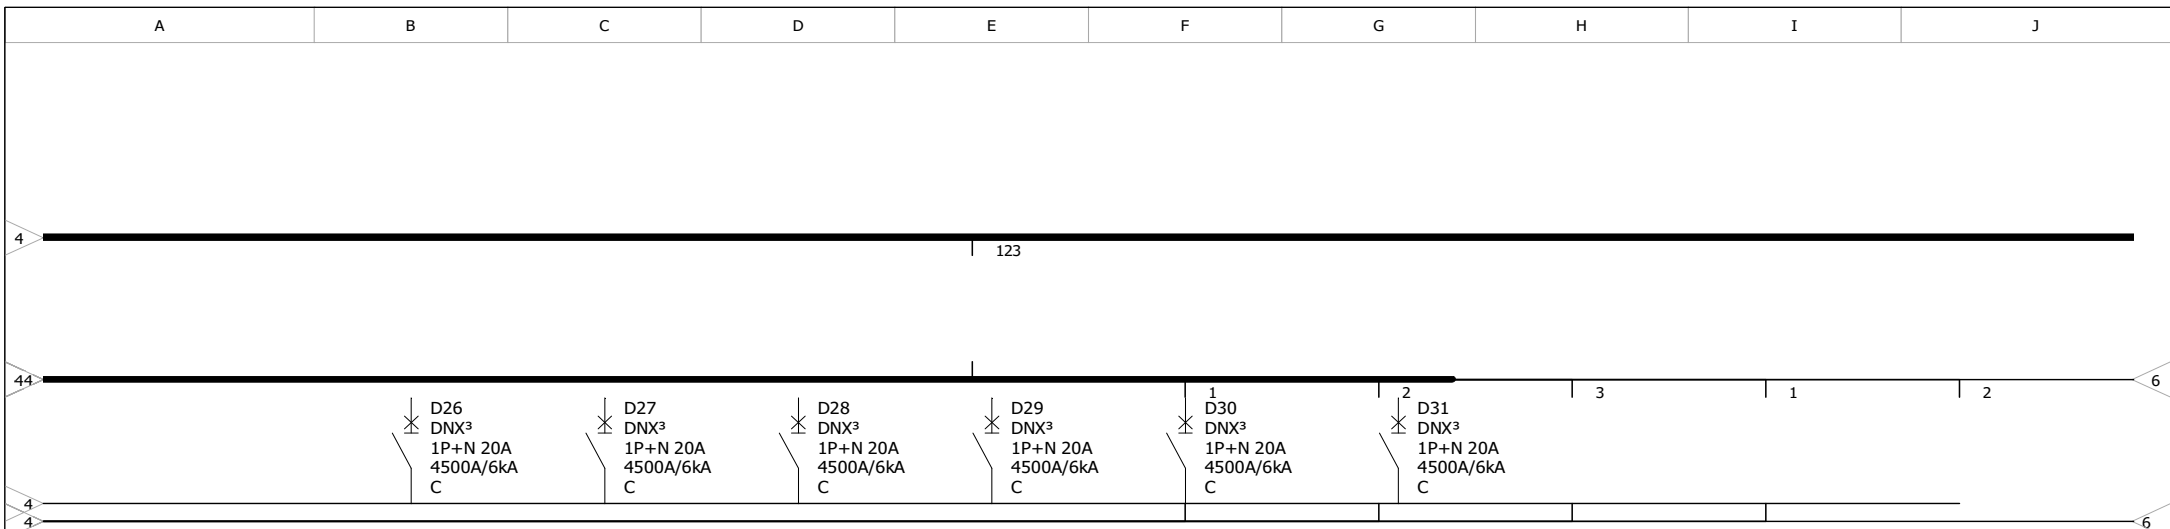 A B C D E F G H I J
4
123
44
1 2 3 1 2
6
D26 D27 D28 D29 D30 D31
DNX³ DNX³ DNX³ DNX³ DNX³ DNX³
1P+N 20A 1P+N 20A 1P+N 20A 1P+N 20A 1P+N 20A 1P+N 20A
4500A/6kA 4500A/6kA 4500A/6kA 4500A/6kA 4500A/6kA 4500A/6kA
C C C C C C
4
4 6